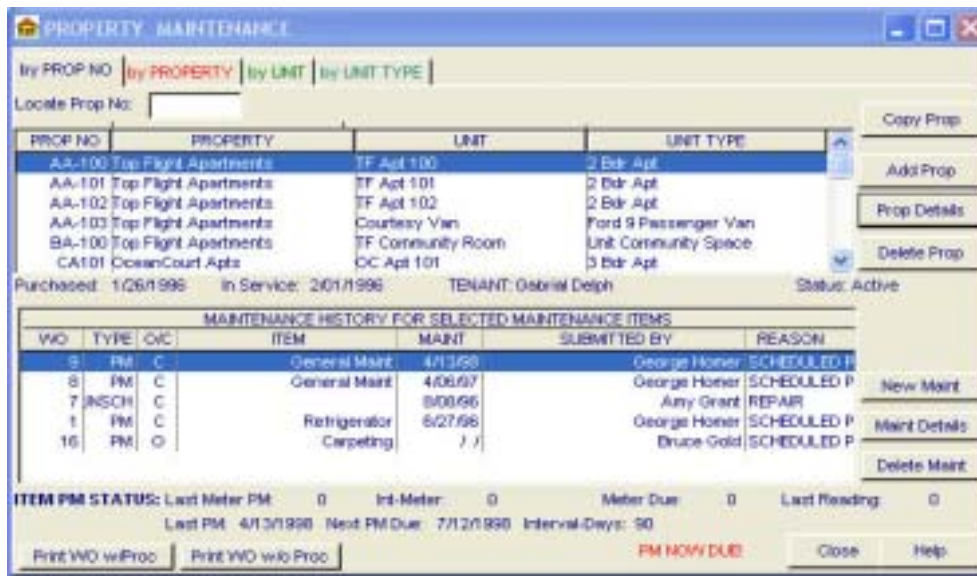 PROPERTY MAINTENANCE
by PROP NO by PROPERTY by UNIT by UNIT TYPE
Locate Prop No:
Copy Prop
PROP NO PROPERTY UNIT UNIT TYPE
AA-100 Top Flight Apartments TF Apt 100 2 Bdr Apt
Add Prop
AA-101 Top Flight Apartments TF Apt 101 2 Bdr Apt
AA-102 Top Flight Apartments TF Apt 102 2 Bdr Apt
Prop Details
AA-103 Top Flight Apartments Courtesy Van Ford 9 Passenger Van
BA-100 Top Flight Apartments TF Community Room Unit Community Space
Delete Prop
CA101 OceanCourt Apts OC Apt 101 3 Bdr Apt
Purchased: 1/26/1996 In Service: 2/01/1996 TENANT: Gabrial Delph Status: Active
MAINTENANCE HISTORY FOR SELECTED MAINTENANCE ITEMS
WO TYPE O/C ITEM MAINT SUBMITTED BY REASON
9 PM C General Maint 4/13/98 George Homer SCHEDULED P
8 PM C General Maint 4/06/97 George Homer SCHEDULED P
New Maint
7 UNSCH C 8/08/96 Amy Grant REPAIR
1 PM C Refrigerator 6/27/96 George Homer SCHEDULED P
Maint Details
16 PM O Carpeting / / Bruce Gold SCHEDULED P
Delete Maint
ITEM PM STATUS: Last Meter PM: 0 Int-Meter: 0 Meter Due: 0 Last Reading: 0
Last PM: 4/13/1998 Next PM Due: 7/12/1998 Interval-Days: 90
Print WO w/Proc Print WO w/o Proc PM NOW DUE! Close Help